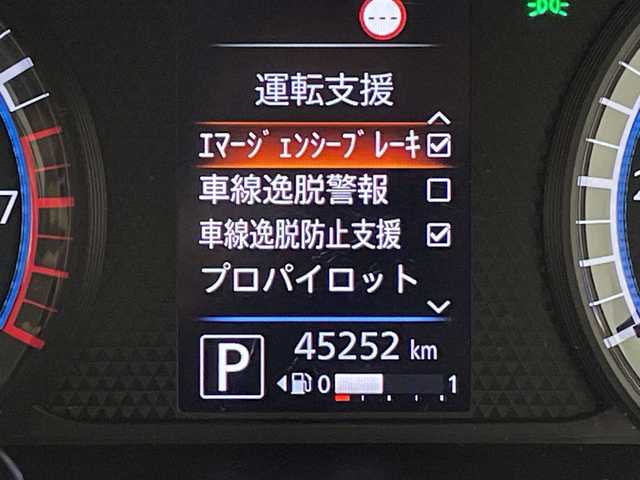 ---
運転支援
ｴﾏｰｼﾞｪﾝｼｰﾌﾞﾚｰｷ
車線逸脱警報
車線逸脱防止支援
プロパイロット
P 45252 km
0 1
7